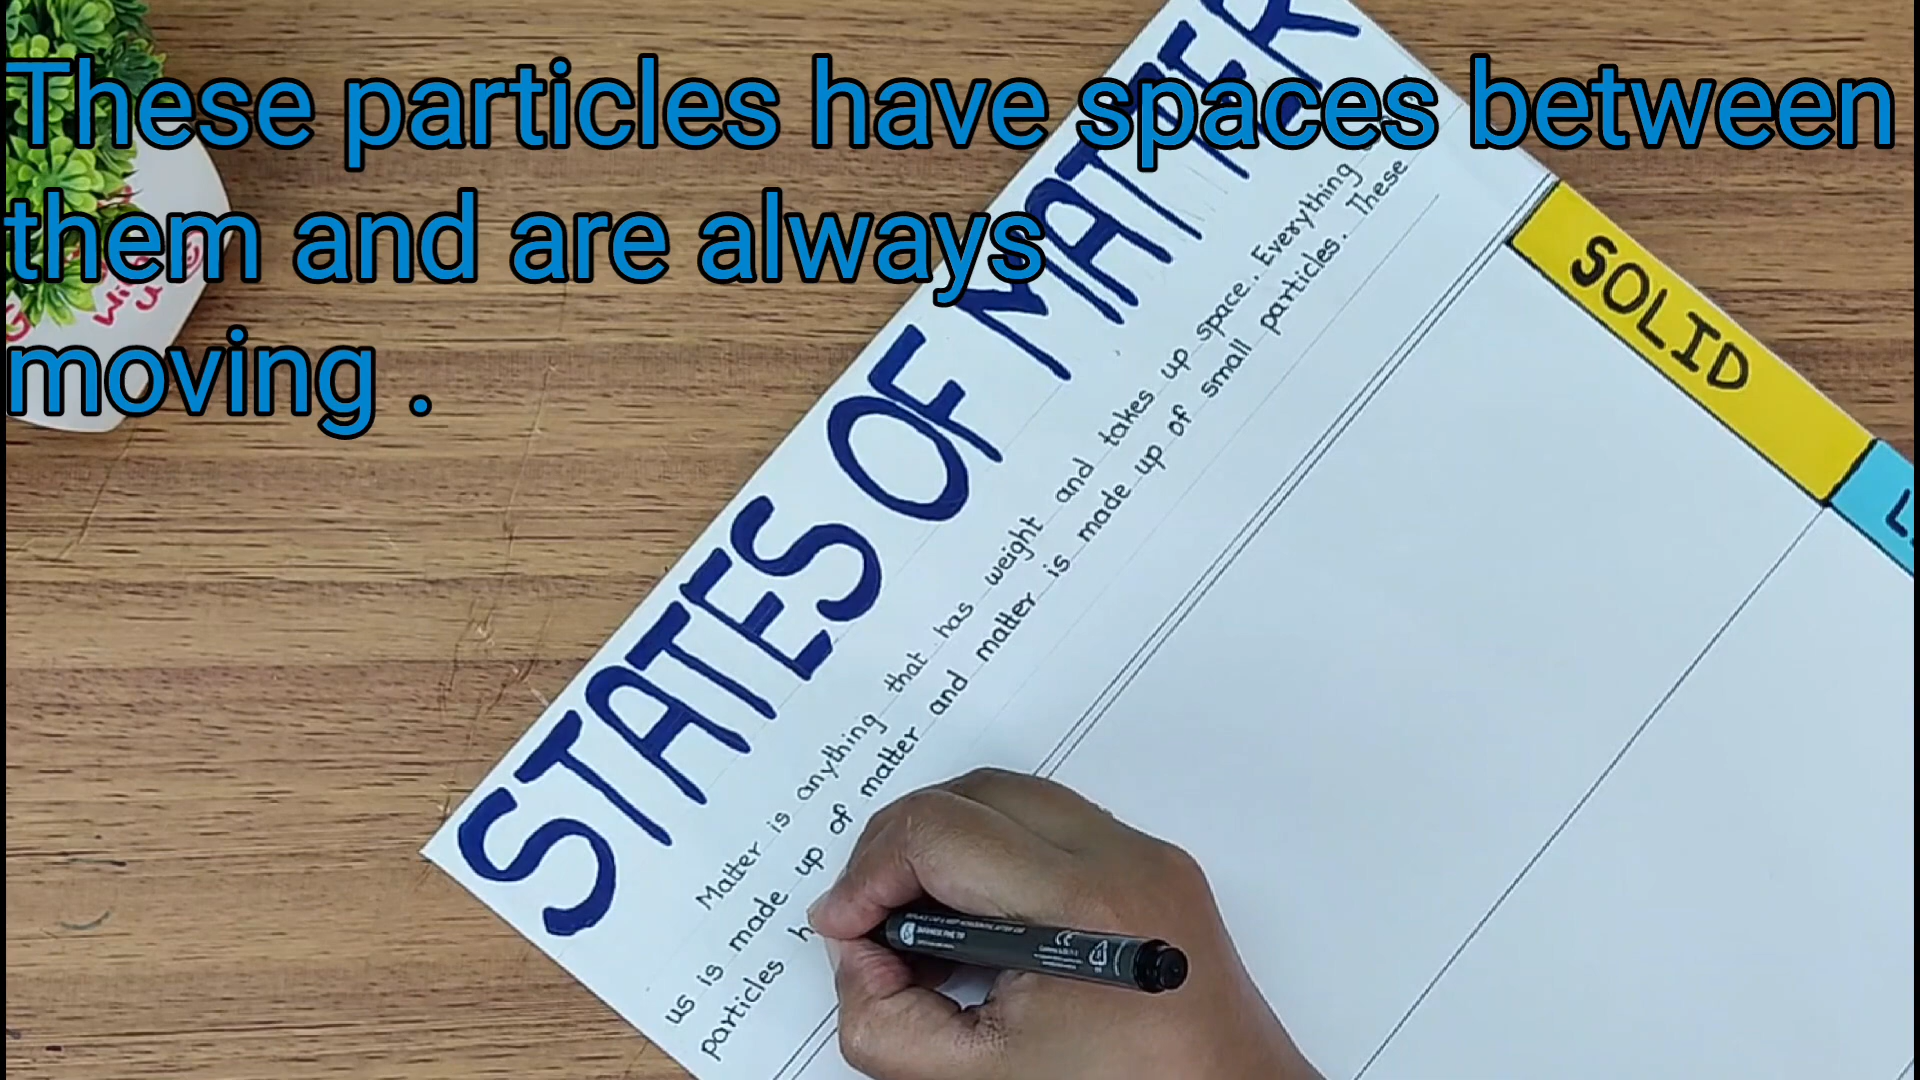 These particles have spaces between
them and are always
moving .
STATES OF MATTER
Matter is anything that has weight and takes up space. Everything
us is made up of matter and matter is made up of small particles. These
particles
SOLID